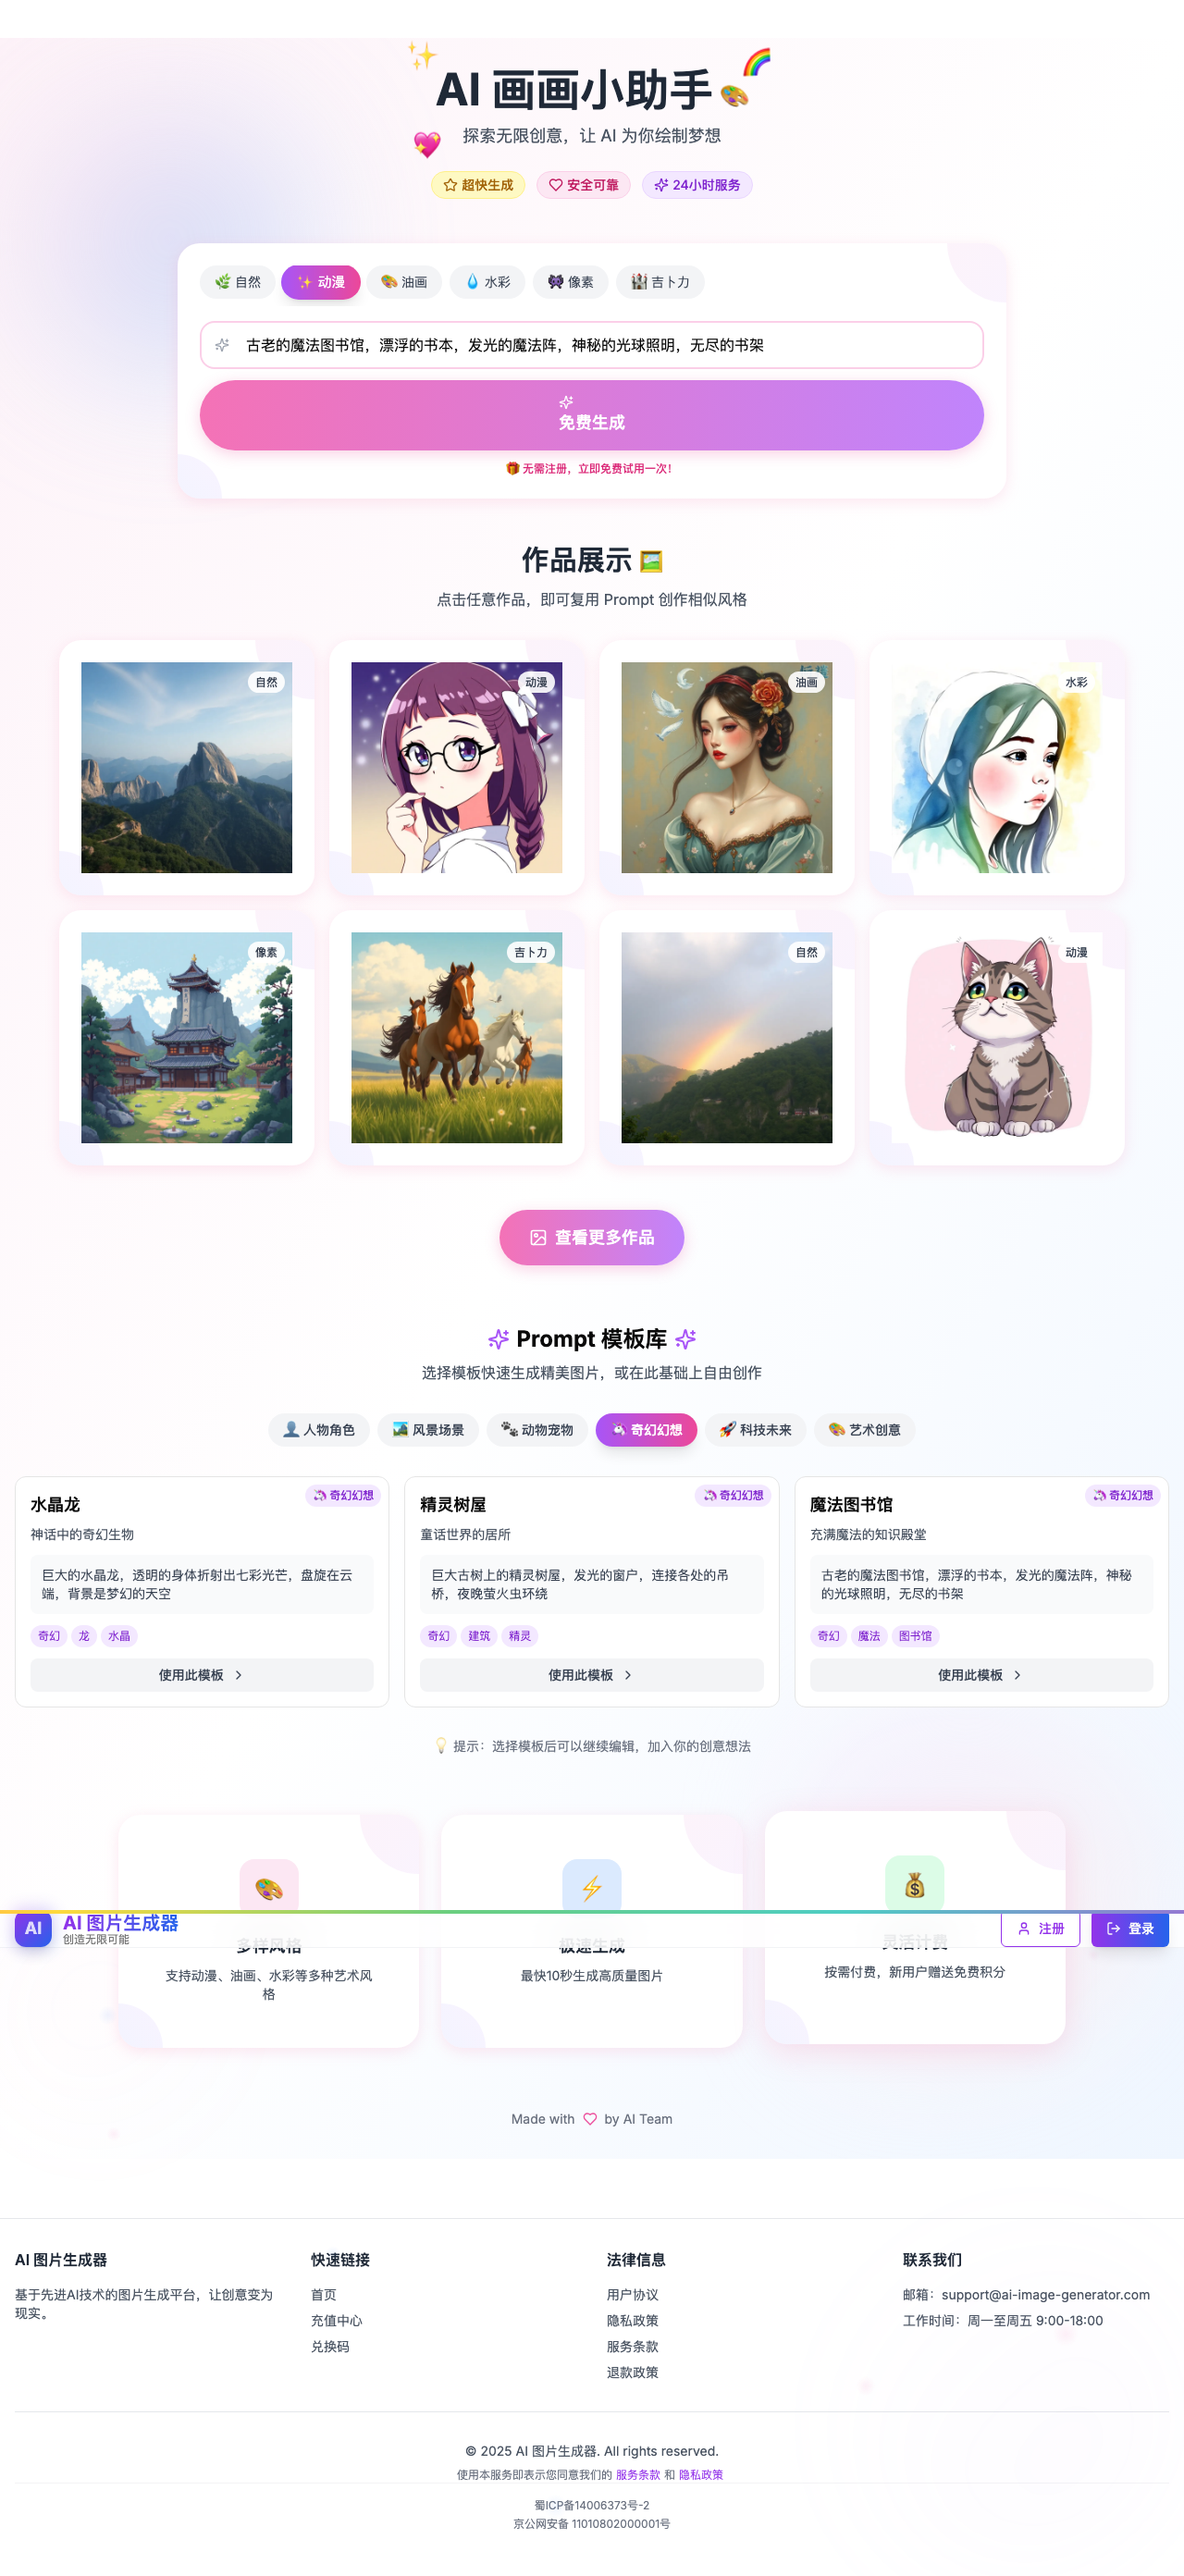 AI 画画小助手
探索无限创意，让 AI 为你绘制梦想
超快生成
安全可靠
24小时服务
自然
动漫
油画
水彩
像素
吉卜力
古老的魔法图书馆，漂浮的书本，发光的魔法阵，神秘的光球照明，无尽的书架
免费生成
无需注册，立即免费试用一次！
作品展示
点击任意作品，即可复用 Prompt 创作相似风格
自然
动漫
油画
水彩
像素
吉卜力
自然
动漫
查看更多作品
Prompt 模板库
选择模板快速生成精美图片，或在此基础上自由创作
人物角色
风景场景
动物宠物
奇幻幻想
科技未来
艺术创意
奇幻幻想
水晶龙
神话中的奇幻生物
巨大的水晶龙，透明的身体折射出七彩光芒，盘旋在云
端，背景是梦幻的天空
奇幻
龙
水晶
使用此模板
奇幻幻想
精灵树屋
童话世界的居所
巨大古树上的精灵树屋，发光的窗户，连接各处的吊
桥，夜晚萤火虫环绕
奇幻
建筑
精灵
使用此模板
奇幻幻想
魔法图书馆
充满魔法的知识殿堂
古老的魔法图书馆，漂浮的书本，发光的魔法阵，神秘
的光球照明，无尽的书架
奇幻
魔法
图书馆
使用此模板
提示：选择模板后可以继续编辑，加入你的创意想法
AI
AI 图片生成器
创造无限可能
注册
登录
多样风格
支持动漫、油画、水彩等多种艺术风
格
极速生成
最快10秒生成高质量图片
灵活计费
按需付费，新用户赠送免费积分
Made with
by AI Team
AI 图片生成器
基于先进AI技术的图片生成平台，让创意变为
现实。
快速链接
首页
充值中心
兑换码
法律信息
用户协议
隐私政策
服务条款
退款政策
联系我们
邮箱：support@ai-image-generator.com
工作时间：周一至周五 9:00-18:00
© 2025 AI 图片生成器. All rights reserved.
使用本服务即表示您同意我们的 服务条款 和 隐私政策
蜀ICP备14006373号-2
京公网安备 11010802000001号